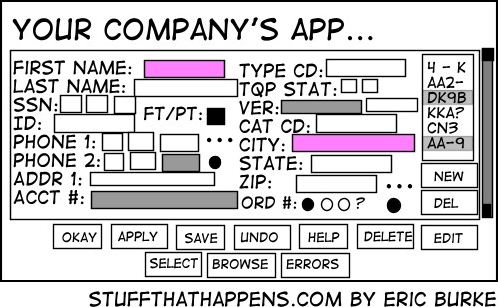 YOUR COMPANY'S APP...
FIRST NAME:
LAST NAME:
SSN:
FT/PT:
ID:
PHONE 1:
PHONE 2:
ADDR 1:
ACCT #:
TYPE CD:
TQP STAT:
VER:
CAT CD:
CITY:
STATE:
ZIP:
ORD #: ?
4 - K
AA2-
DK9B
KKA?
CN3
AA-9
NEW
DEL
OKAY APPLY SAVE UNDO HELP DELETE EDIT
SELECT BROWSE ERRORS
STUFFTHATHAPPENS.COM BY ERIC BURKE